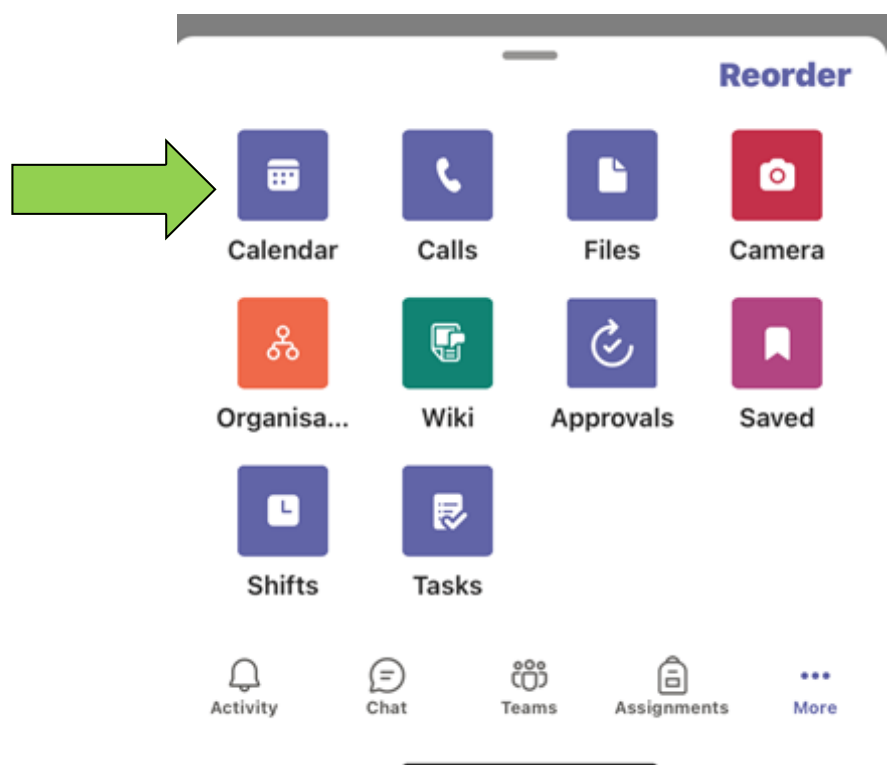 Reorder
Calendar Calls Files Camera
Organisa... Wiki Approvals Saved
Shifts Tasks
Activity Chat Teams Assignments More